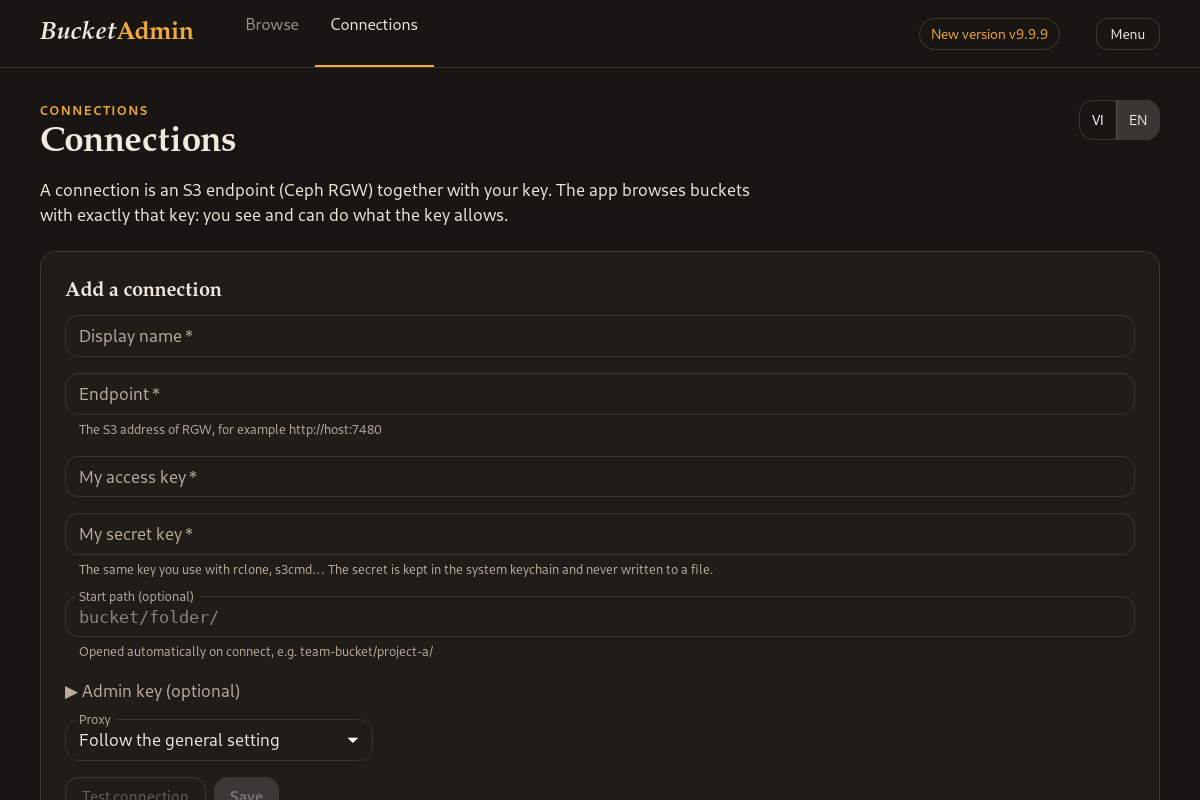 BucketAdmin
Browse
Connections
New version v9.9.9
Menu
CONNECTIONS
Connections
VI
EN
A connection is an S3 endpoint (Ceph RGW) together with your key. The app browses buckets
with exactly that key: you see and can do what the key allows.
Add a connection
Display name *
Endpoint *
The S3 address of RGW, for example http://host:7480
My access key *
My secret key *
The same key you use with rclone, s3cmd… The secret is kept in the system keychain and never written to a file.
Start path (optional)
bucket/folder/
Opened automatically on connect, e.g. team-bucket/project-a/
▶ Admin key (optional)
Proxy
Follow the general setting
Test connection
Save